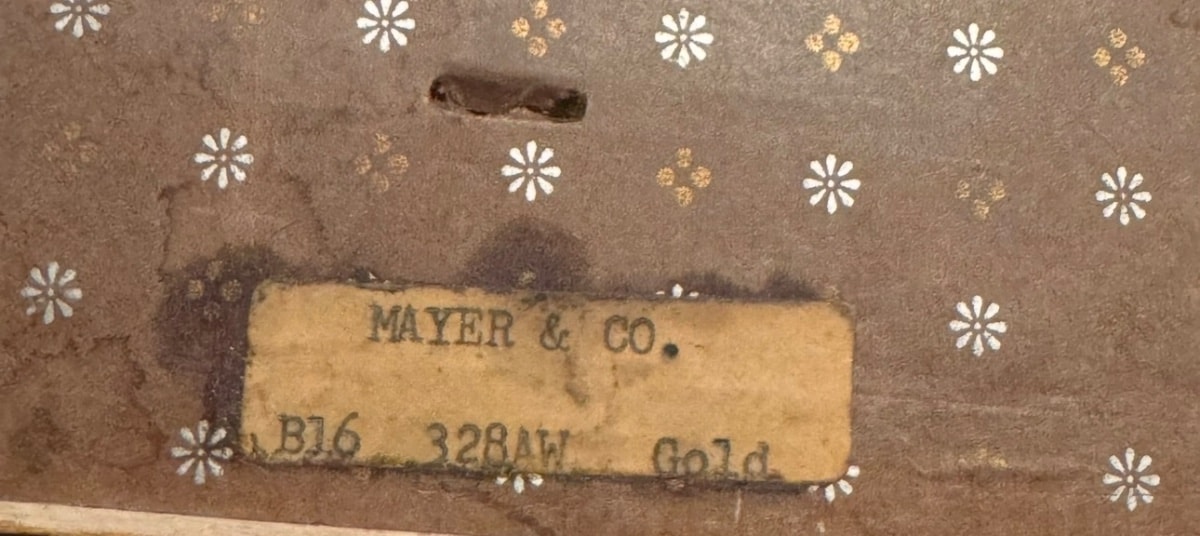 MAYER & CO.
B16 328AW Gold